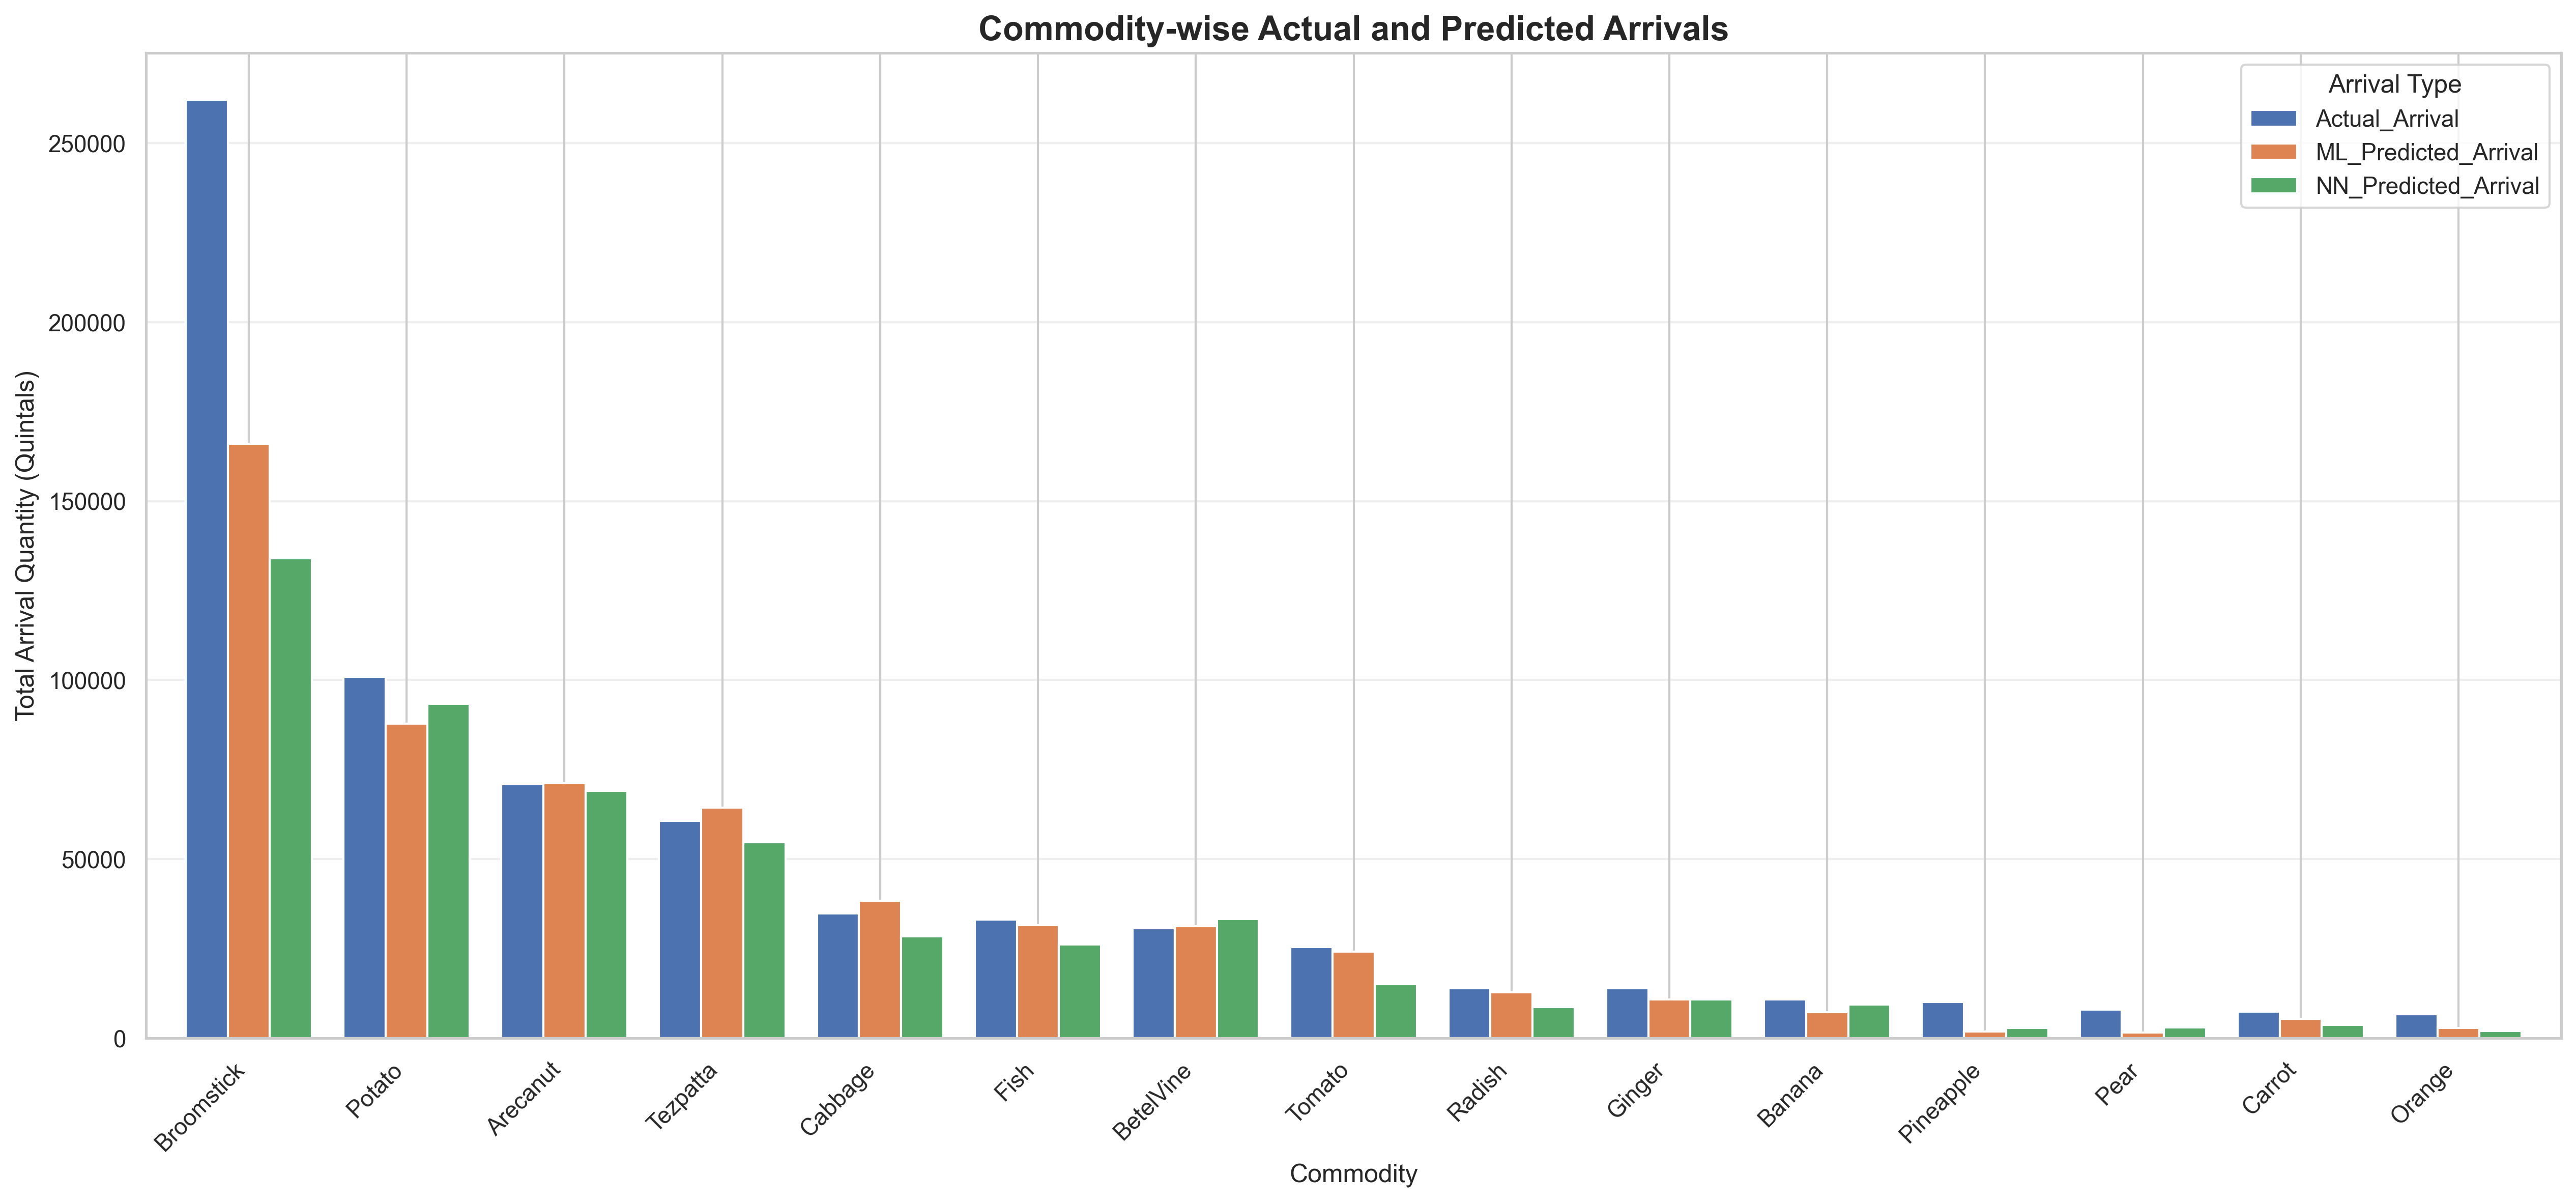 Commodity-wise Actual and Predicted Arrivals
Arrival Type
Actual_Arrival
ML_Predicted_Arrival
NN_Predicted_Arrival
Total Arrival Quantity (Quintals)
250000
200000
150000
100000
50000
0
Broomstick
Potato
Arecanut
Tezpatta
Cabbage
Fish
BetelVine
Tomato
Radish
Ginger
Banana
Pineapple
Pear
Carrot
Orange
Commodity